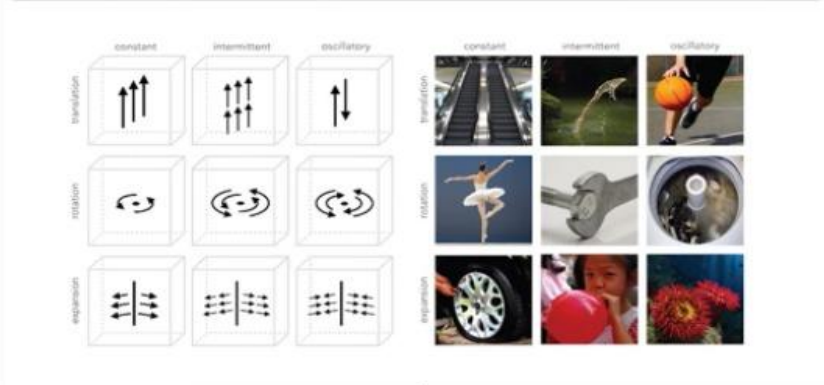 constant intermittent oscillatory constant intermittent oscillatory
translation translation
rotation rotation
expansion expansion